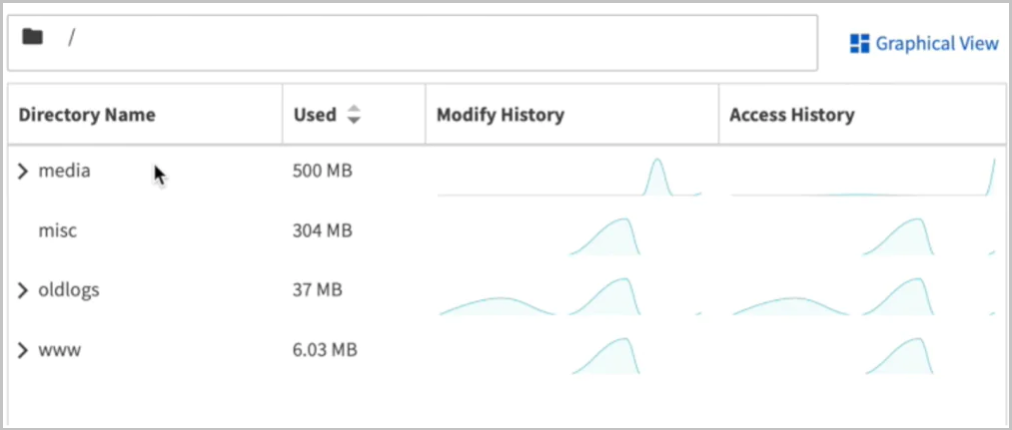 /
Graphical View
Directory Name Used Modify History Access History
media 500 MB
misc 304 MB
oldlogs 37 MB
www 6.03 MB